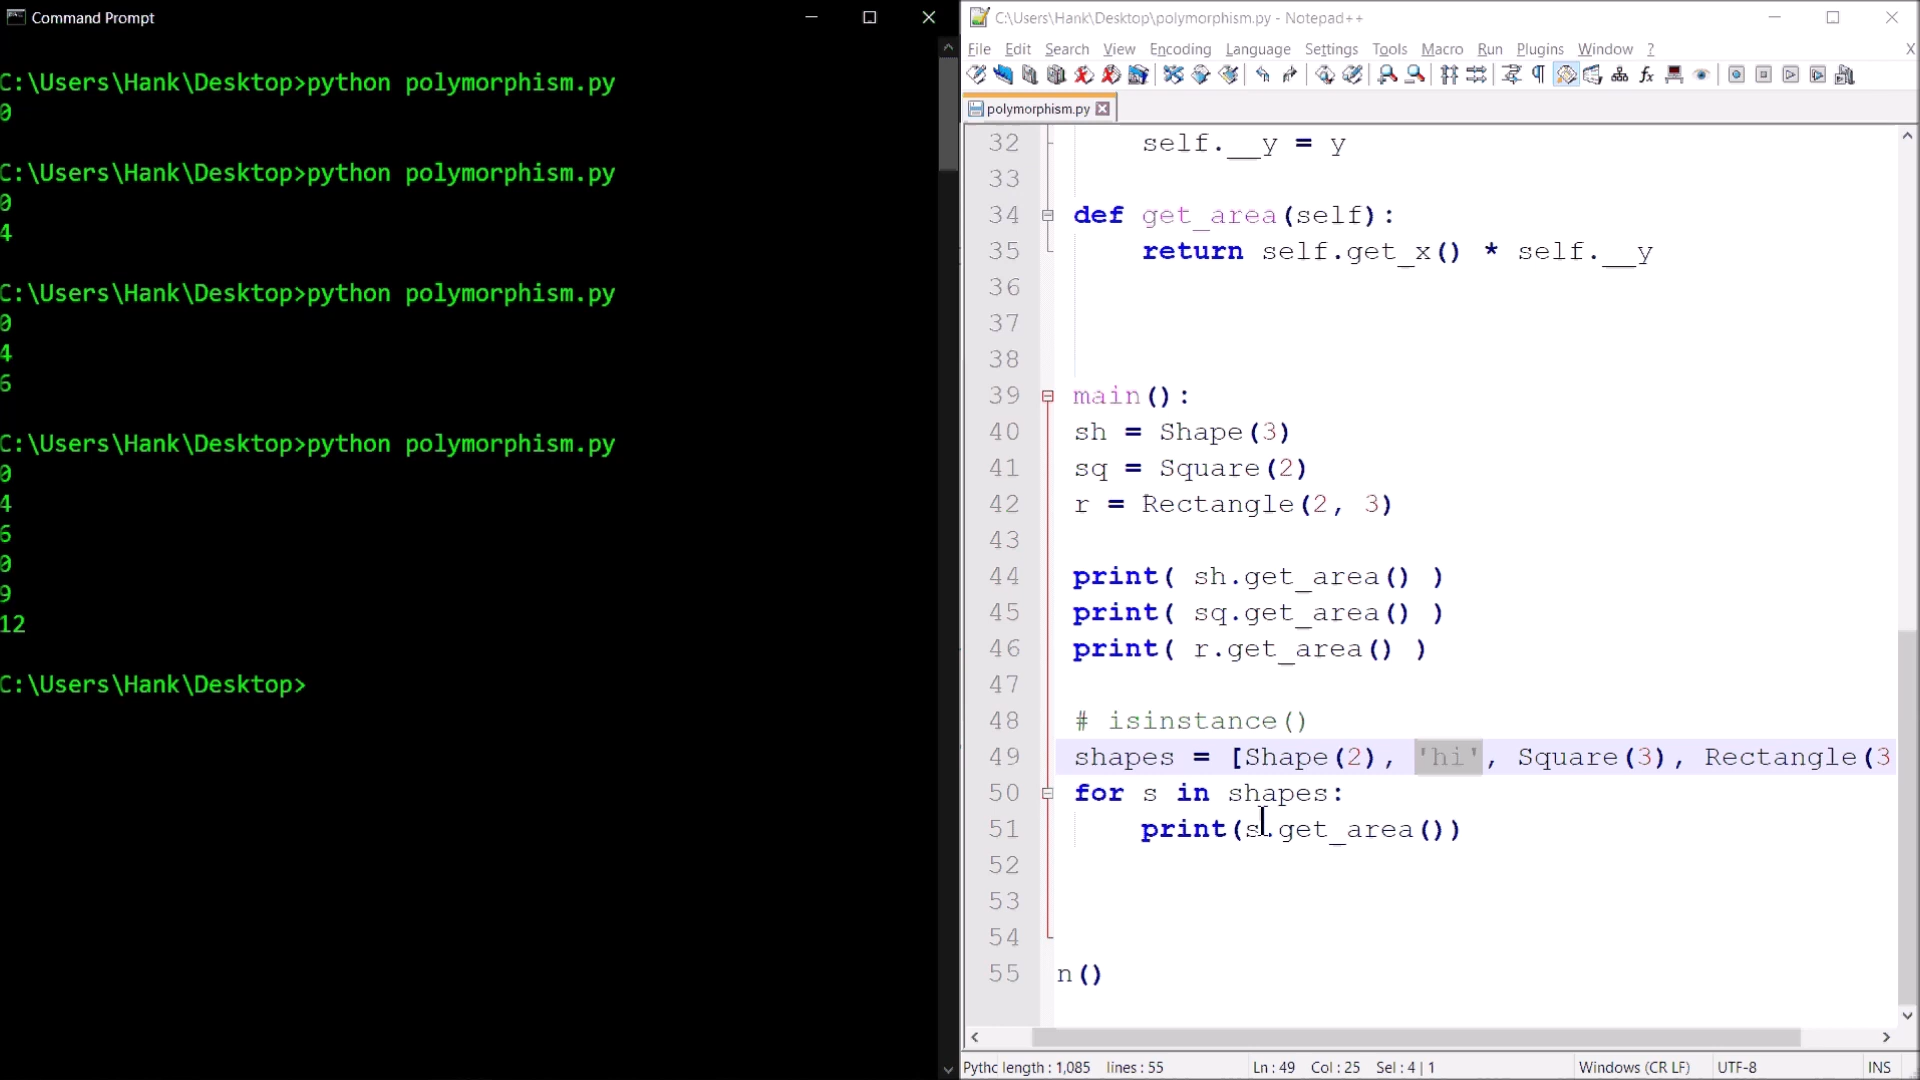 Command Prompt
C:\Users\Hank\Desktop>python polymorphism.py
0
C:\Users\Hank\Desktop>python polymorphism.py
0
4
C:\Users\Hank\Desktop>python polymorphism.py
0
4
6
C:\Users\Hank\Desktop>python polymorphism.py
0
4
6
0
9
12
C:\Users\Hank\Desktop>
C:\Users\Hank\Desktop\polymorphism.py - Notepad++
File Edit Search View Encoding Language Settings Tools Macro Run Plugins Window ? X
polymorphism.py
32 self.__y = y
33
34 def get_area(self):
35 return self.get_x() * self.__y
36
37
38
39 main():
40 sh = Shape(3)
41 sq = Square(2)
42 r = Rectangle(2, 3)
43
44 print( sh.get_area() )
45 print( sq.get_area() )
46 print( r.get_area() )
47
48 # isinstance()
49 shapes = [Shape(2), 'hi', Square(3), Rectangle(3
50 for s in shapes:
51 print(s.get_area())
52
53
54
55 n()
Pythc length : 1,085 lines : 55 Ln : 49 Col : 25 Sel : 4 | 1 Windows (CR LF) UTF-8 INS